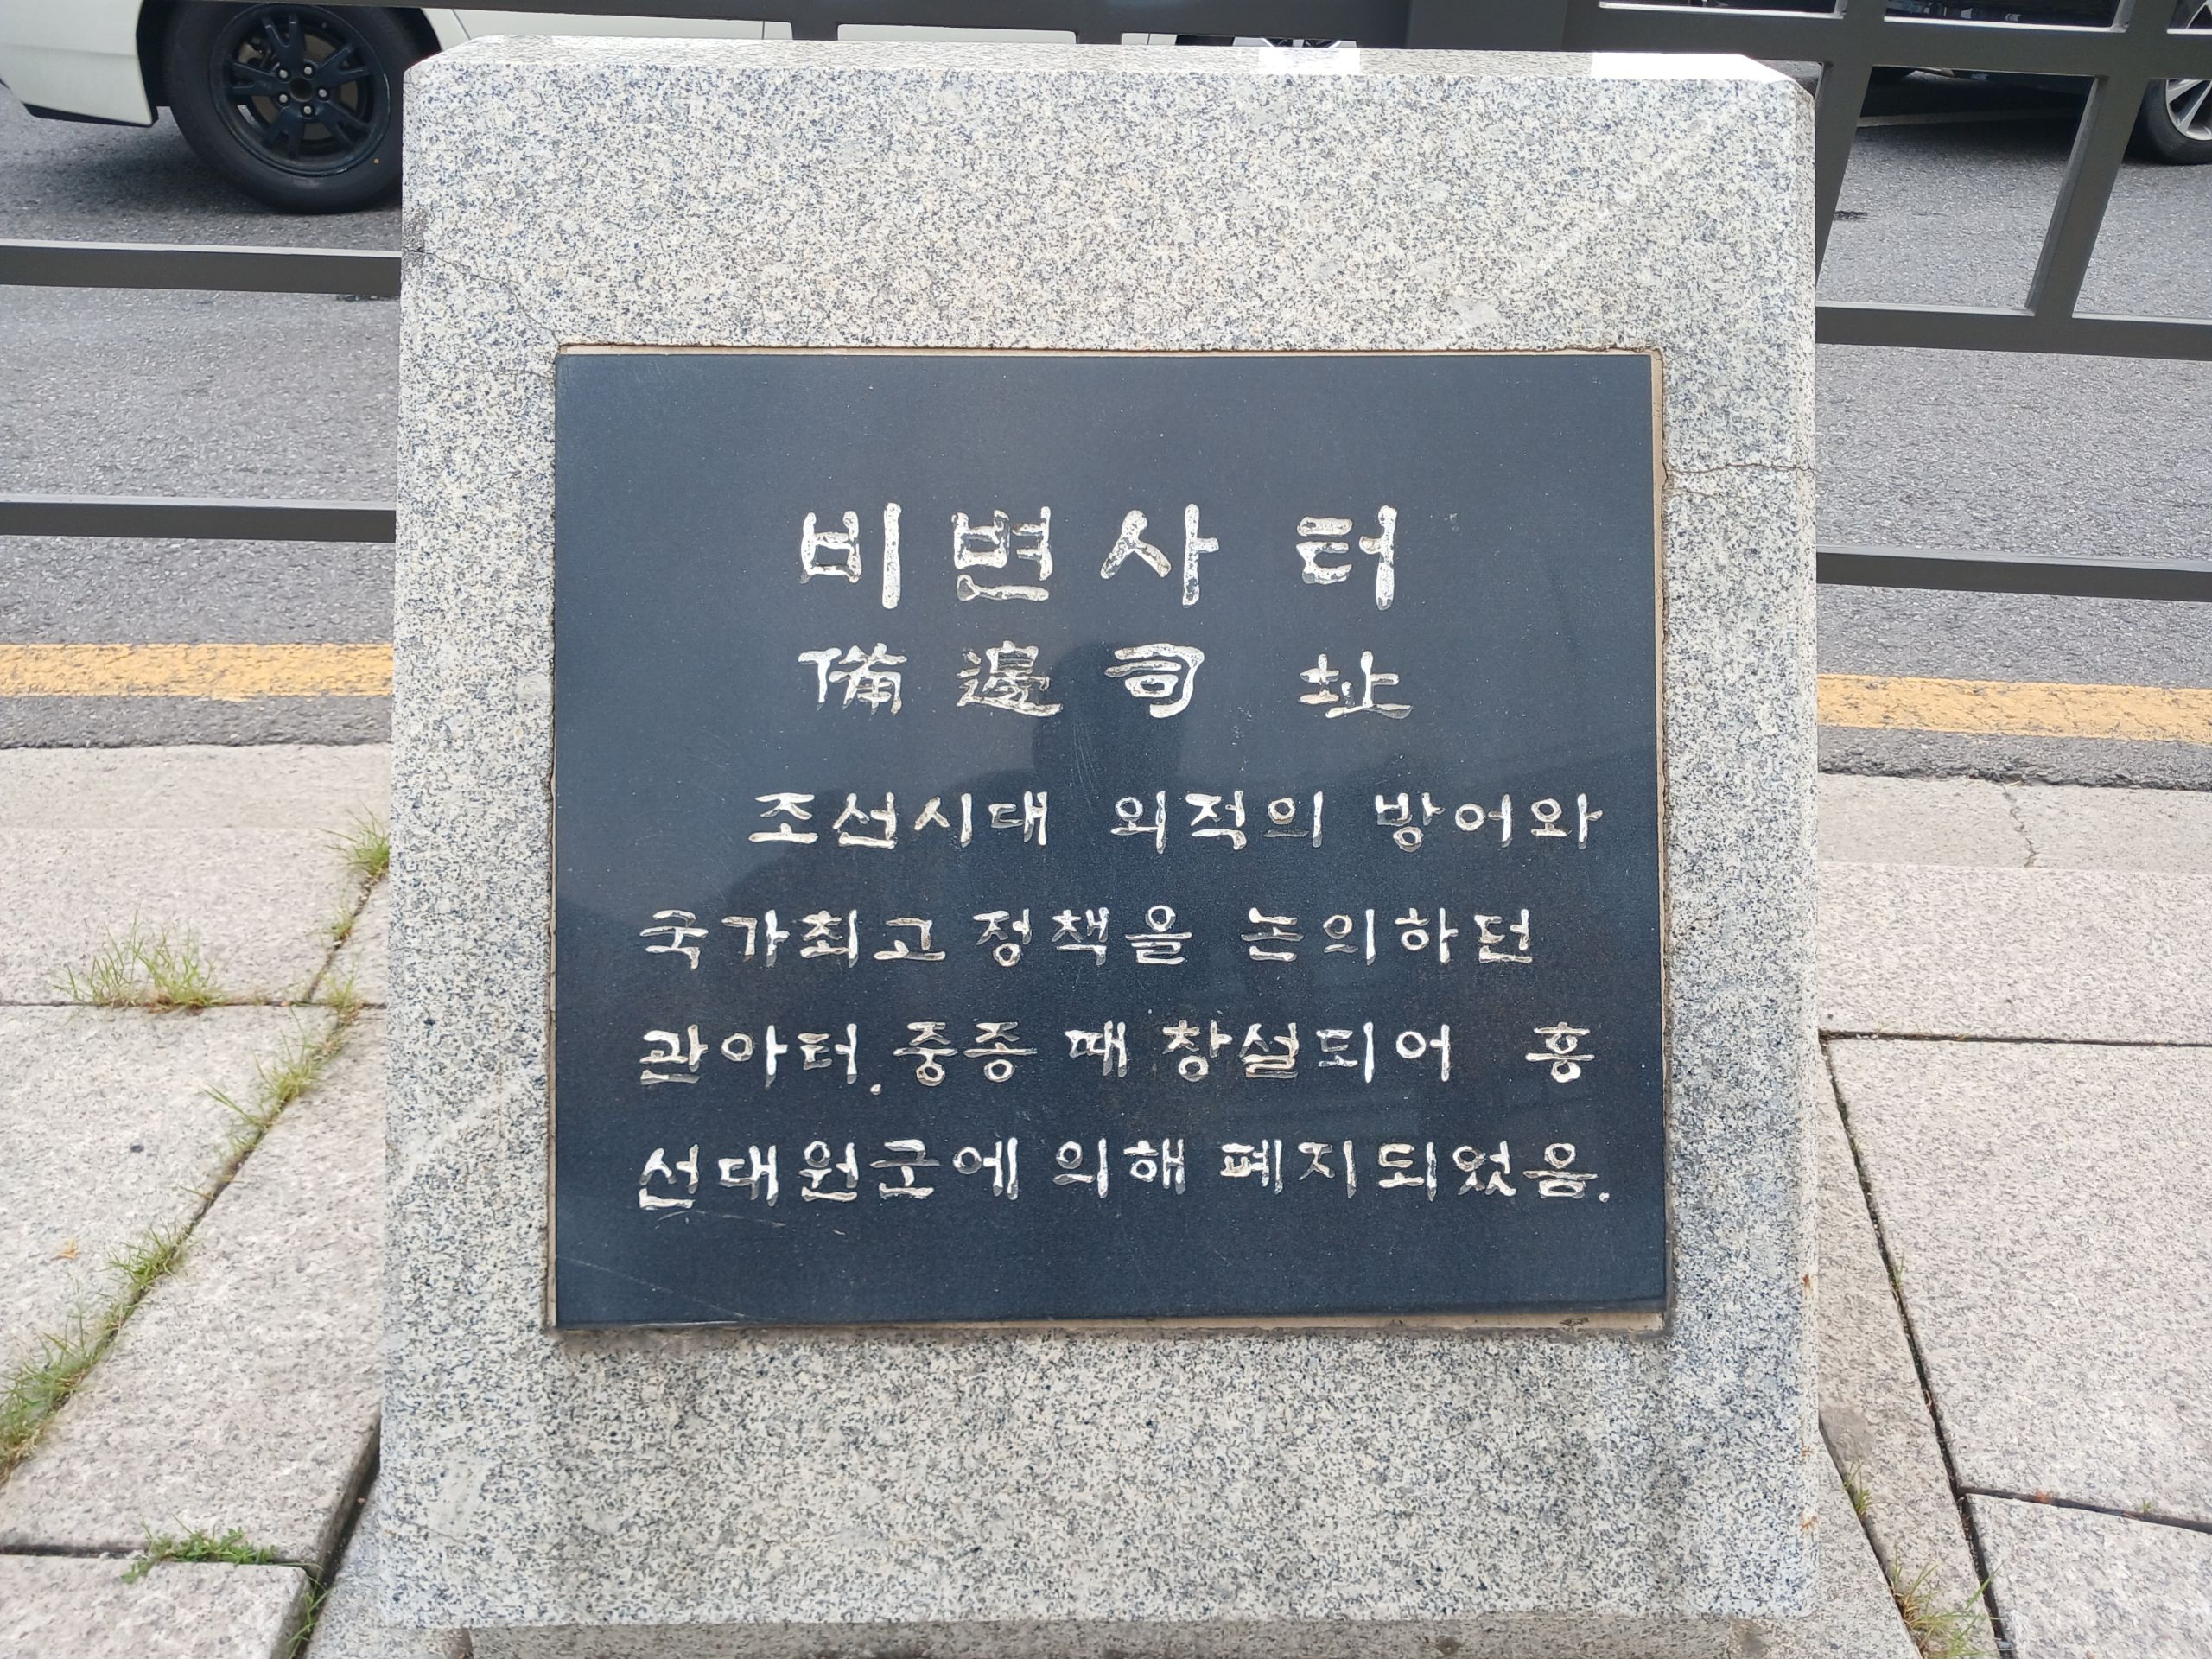 비변사 터
備邊司 址
조선시대 외적의 방어와
국가최고 정책을 논의하던
관아터. 중종 때 창설되어 흥
선대원군에 의해 폐지되었음.